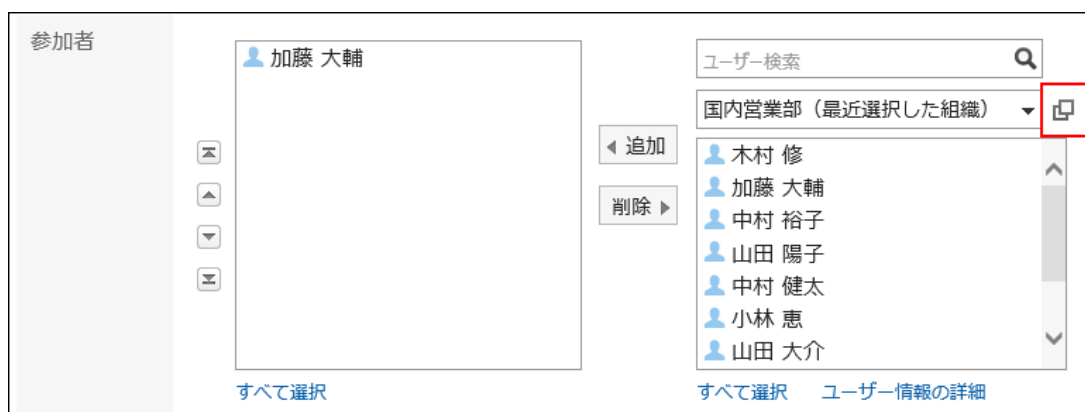 参加者
加藤 大輔
すべて選択
追加
削除
ユーザー検索
国内営業部（最近選択した組織）
木村 修
加藤 大輔
中村 裕子
山田 陽子
中村 健太
小林 恵
山田 大介
すべて選択 ユーザー情報の詳細